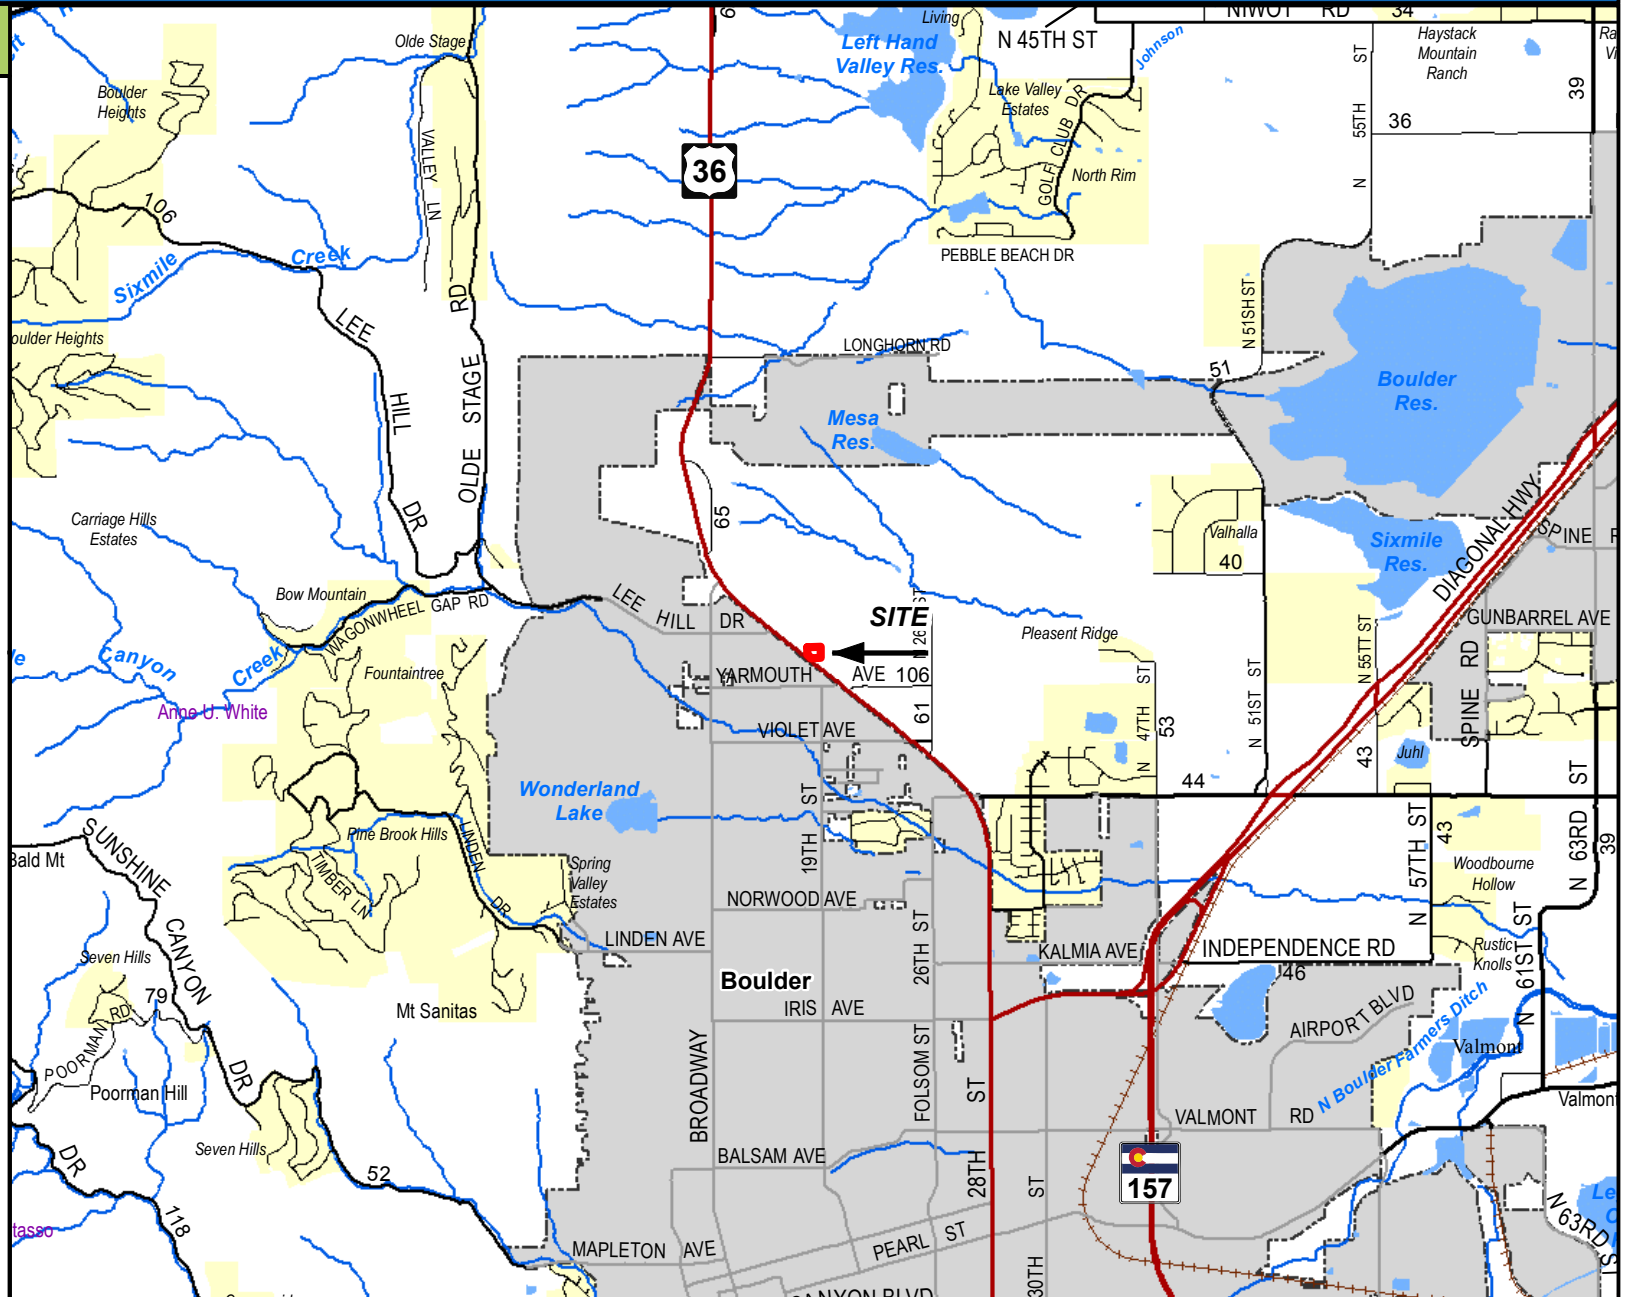 NIWOT RD 34
Living
Left Hand
Valley Res.
N 45TH ST
Johnson
Haystack
Mountain
Ranch
39
Olde Stage
Boulder
Heights
Lake Valley
Estates
GOLF CLUB DR
North Rim
N 55TH ST
36
VALLEY LN
36
106
Sixmile Creek
PEBBLE BEACH DR
LEE HILL DR
OLDE STAGE RD
oulder Heights
N 51SH ST
LONGHORN RD
51
Boulder
Res.
Mesa
Res.
65
Carriage Hills
Estates
Valhalla
40
Sixmile
Res.
DIAGONAL HWY
SPINE R
Bow Mountain
WAGONWHEEL GAP RD
LEE HILL DR
SITE
Pleasent Ridge
N 55TT ST
GUNBARREL AVE
Canyon Creek
Fountaintree
YARMOUTH AVE 106
Anne U. White
61
VIOLET AVE
N 47TH ST
53
N 51ST ST
43
SPINE RD
Juhl
44
Wonderland
Lake
19TH ST
SUNSHINE CANYON DR
Bald Mt
Pine Brook Hills
TIMBER LN
LINDEN DR
Spring
Valley
Estates
N 57TH ST
43
N 63RD ST
39
Woodbourne
Hollow
NORWOOD AVE
26TH ST
LINDEN AVE
KALMIA AVE
INDEPENDENCE RD
46
Rustic
Knolls
N 61ST ST
Seven Hills
79
POORMAN RD
Boulder
IRIS AVE
Mt Sanitas
AIRPORT BLVD
N Boulder Farmers Ditch
Valmont
Poorman Hill
BROADWAY
FOLSOM ST
28TH ST
VALMONT RD
Valmont
Seven Hills
BALSAM AVE
157
52
DR
118
tasso
MAPLETON AVE
PEARL ST
30TH ST
N 63RD S
CANYON BLVD